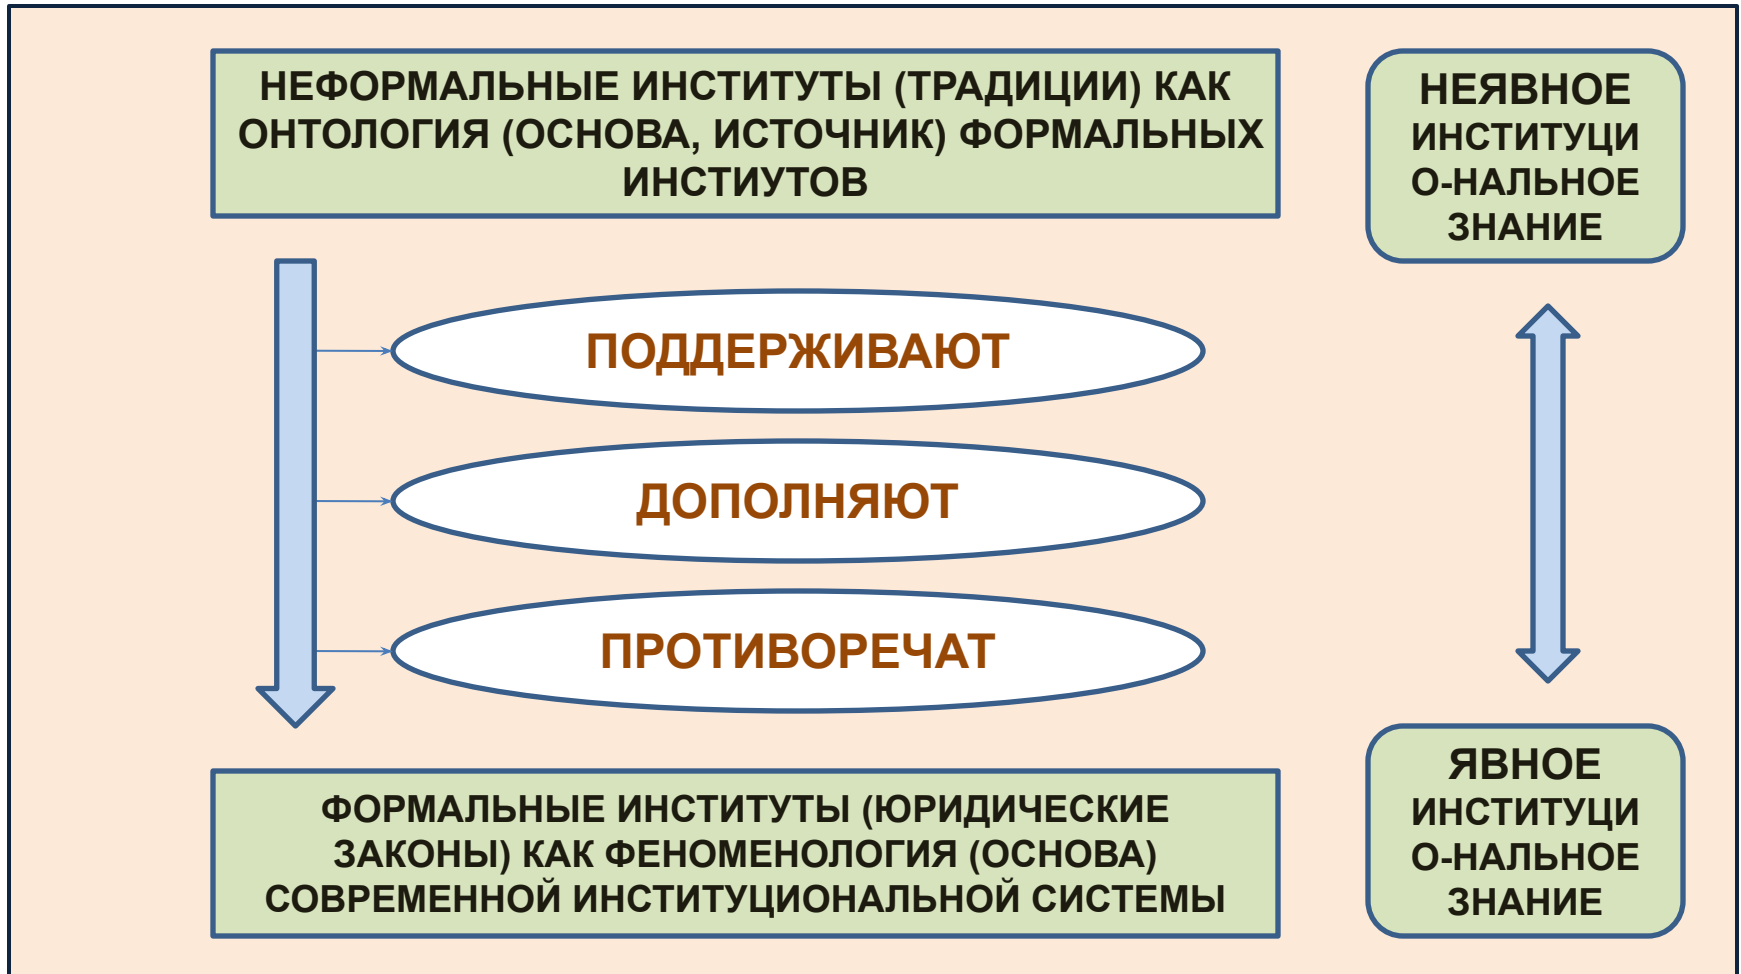 НЕФОРМАЛЬНЫЕ ИНСТИТУТЫ (ТРАДИЦИИ) КАК
ОНТОЛОГИЯ (ОСНОВА, ИСТОЧНИК) ФОРМАЛЬНЫХ
ИНСТИУТОВ
НЕЯВНОЕ
ИНСТИТУЦИ
О-НАЛЬНОЕ
ЗНАНИЕ
ПОДДЕРЖИВАЮТ
ДОПОЛНЯЮТ
ПРОТИВОРЕЧАТ
ФОРМАЛЬНЫЕ ИНСТИТУТЫ (ЮРИДИЧЕСКИЕ
ЗАКОНЫ) КАК ФЕНОМЕНОЛОГИЯ (ОСНОВА)
СОВРЕМЕННОЙ ИНСТИТУЦИОНАЛЬНОЙ СИСТЕМЫ
ЯВНОЕ
ИНСТИТУЦИ
О-НАЛЬНОЕ
ЗНАНИЕ